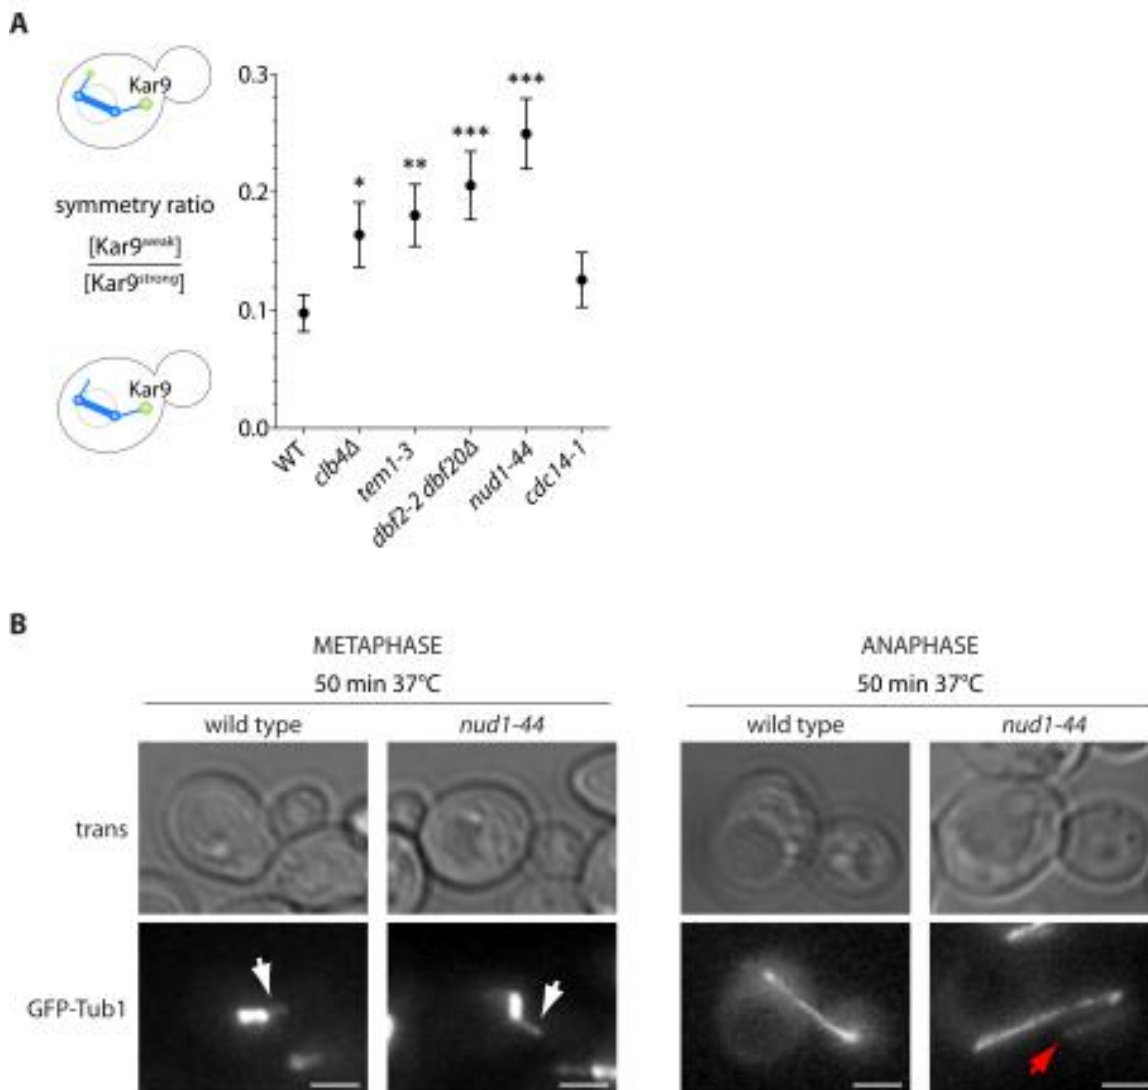 A
Kar9
symmetry ratio
[Kar9weak]
[Kar9strong]
Kar9
0.3
0.2
0.1
0.0
*
**
***
***
WT
clb4Δ
tem1-3
dbf2-2 dbf20Δ
nud1-44
cdc14-1
B
METAPHASE
50 min 37°C
ANAPHASE
50 min 37°C
wild type
nud1-44
wild type
nud1-44
trans
GFP-Tub1